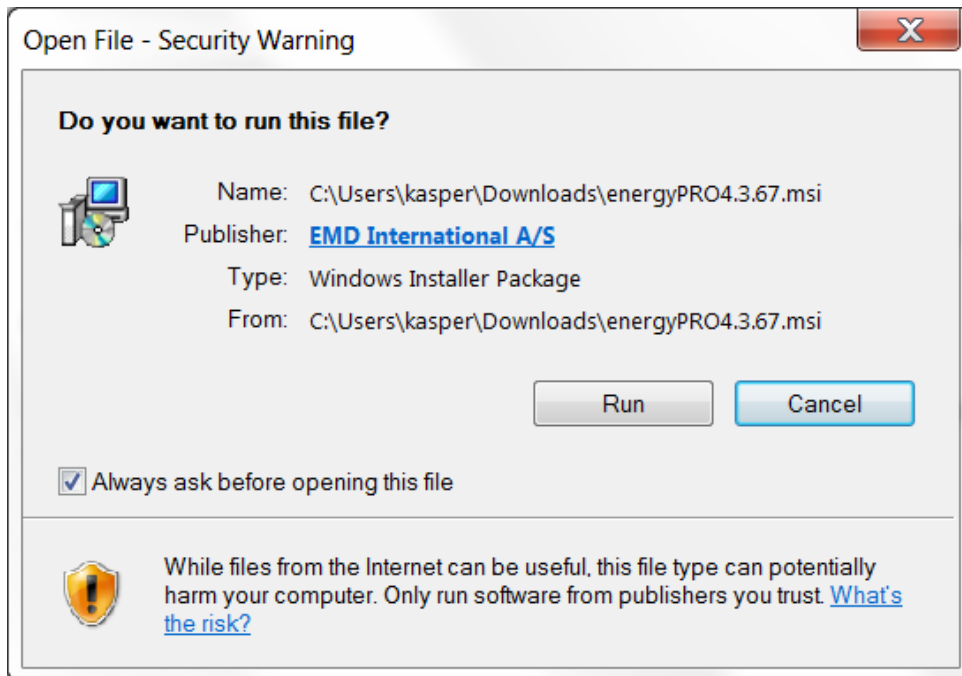 Open File - Security Warning
Do you want to run this file?
Name: C:\Users\kasper\Downloads\energyPRO4.3.67.msi
Publisher: EMD International A/S
Type: Windows Installer Package
From: C:\Users\kasper\Downloads\energyPRO4.3.67.msi
Run Cancel
Always ask before opening this file
While files from the Internet can be useful, this file type can potentially
harm your computer. Only run software from publishers you trust. What's
the risk?